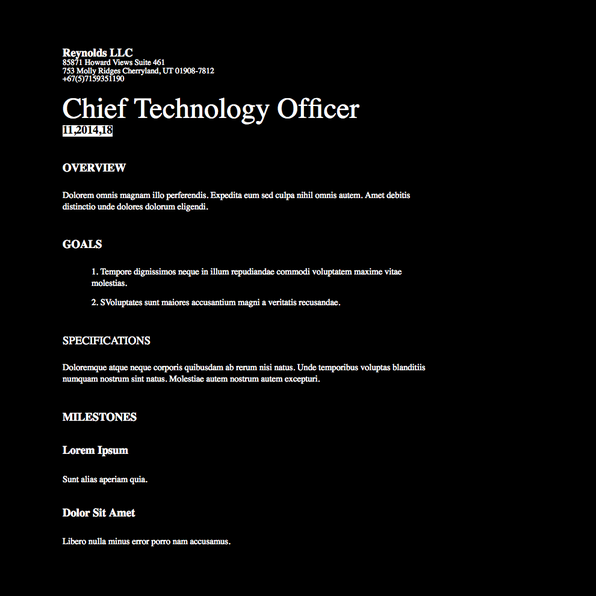 Reynolds LLC
85871 Howard Views Suite 461
753 Molly Ridges Cherryland, UT 01908-7812
+67(5)7159351190
Chief Technology Officer
11,2014,18
OVERVIEW
Dolorem omnis magnam illo perferendis. Expedita eum sed culpa nihil omnis autem. Amet debitis
distinctio unde dolores dolorum eligendi.
GOALS
1. Tempore dignissimos neque in illum repudiandae commodi voluptatem maxime vitae
molestias.
2. SVoluptates sunt maiores accusantium magni a veritatis recusandae.
SPECIFICATIONS
Doloremque atque neque corporis quibusdam ab rerum nisi natus. Unde temporibus voluptas blanditiis
numquam nostrum sint natus. Molestiae autem nostrum autem excepturi.
MILESTONES
Lorem Ipsum
Sunt alias aperiam quia.
Dolor Sit Amet
Libero nulla minus error porro nam accusamus.